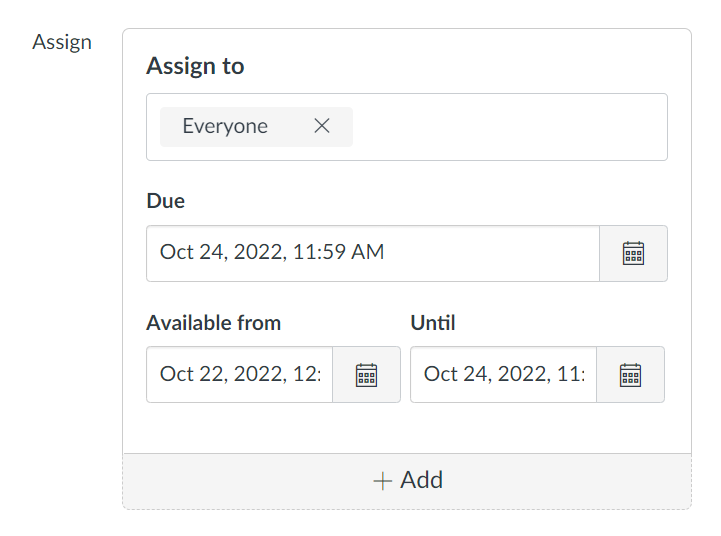 Assign
Assign to
Everyone
Due
Oct 24, 2022, 11:59 AM
Available from
Until
Oct 22, 2022, 12:
Oct 24, 2022, 11:
+ Add